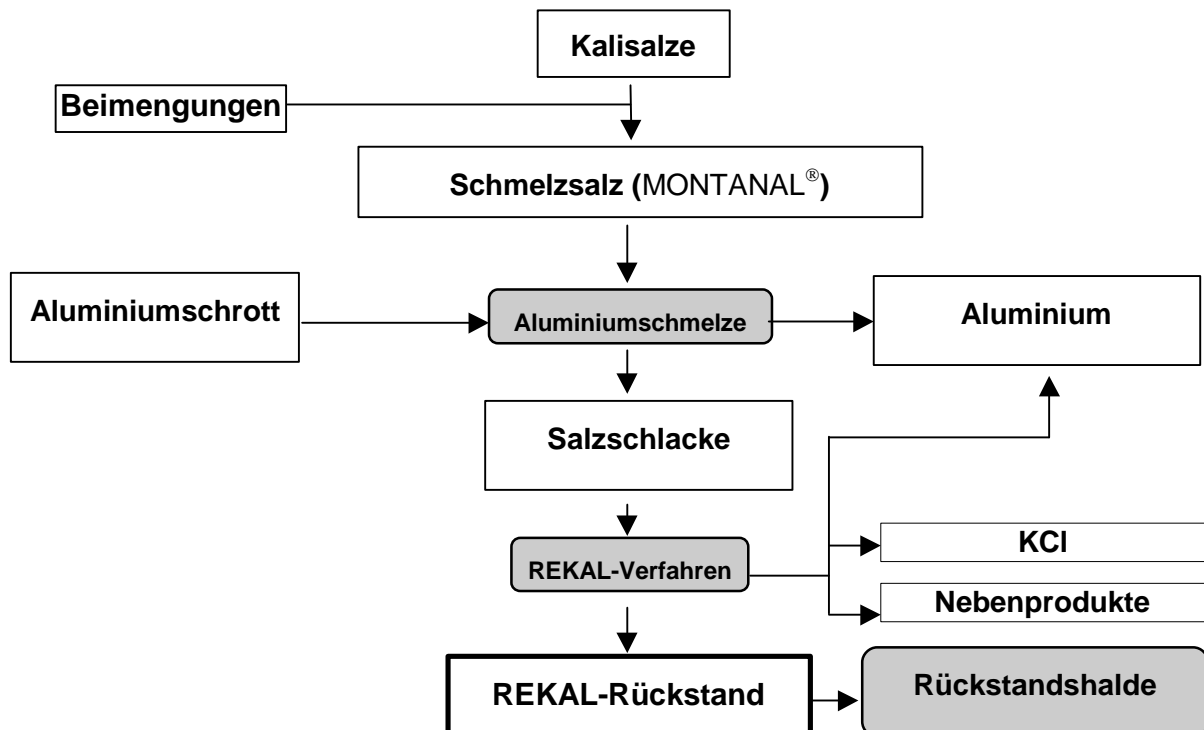 Kalisalze
Beimengungen
Schmelzsalz (MONTANAL®)
Aluminiumschrott
Aluminiumschmelze
Aluminium
Salzschlacke
KCl
REKAL-Verfahren
Nebenprodukte
REKAL-Rückstand
Rückstandshalde